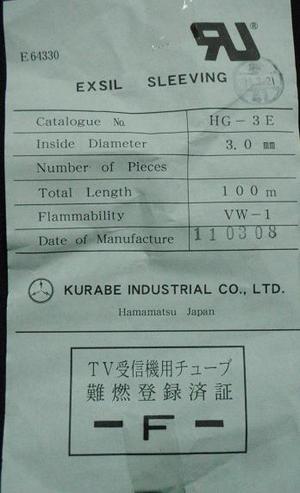 E64330
EXSIL SLEEVING
Catalogue No. HG-3E
Inside Diameter 3.0 mm
Number of Pieces
Total Length 100m
Flammability VW-1
Date of Manufacture 110308
KURABE INDUSTRIAL CO., LTD.
Hamamatsu Japan
TV受信機用チューブ
難燃登録済証
-F-